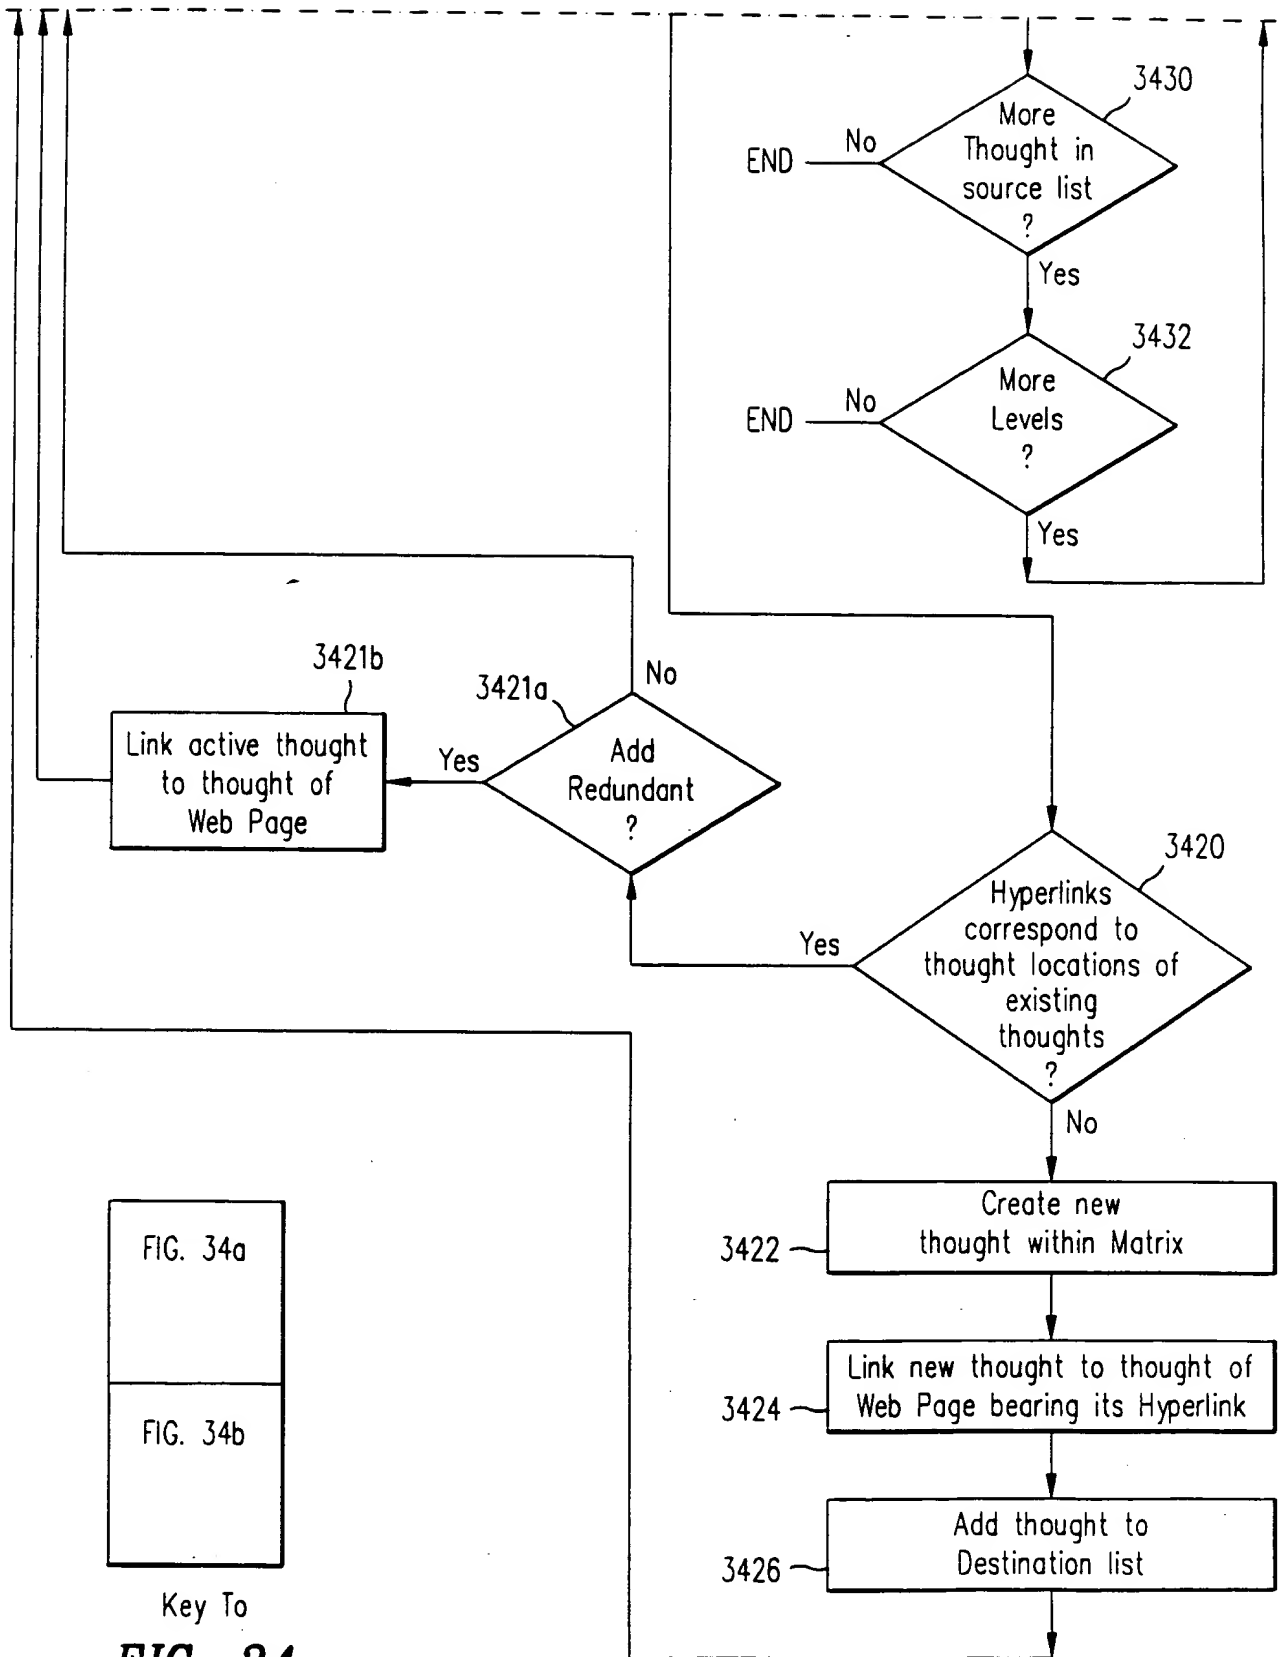 3430
More
Thought in
source list
?
No
END
Yes
3432
More
Levels
?
No
END
Yes
3421b
Link active thought
to thought of
Web Page
3421a
No
Yes
Add
Redundant
?
3420
Yes
Hyperlinks
correspond to
thought locations of
existing
thoughts
?
No
3422
Create new
thought within Matrix
3424
Link new thought to thought of
Web Page bearing its Hyperlink
3426
Add thought to
Destination list
FIG. 34a
FIG. 34b
Key To
FIG. 34